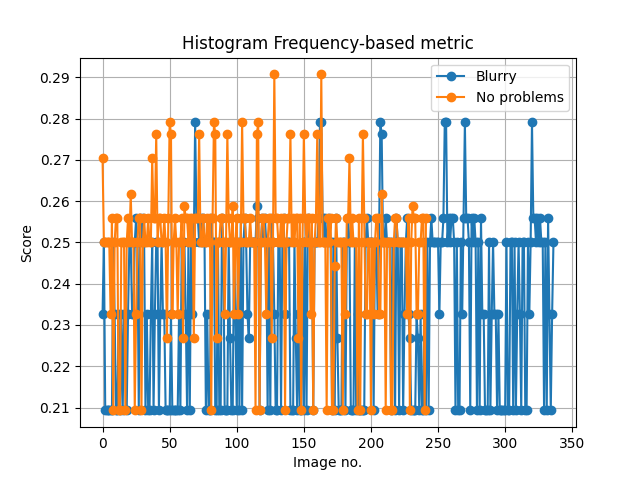 Histogram Frequency-based metric
Blurry
No problems
0.29
0.28
0.27
0.26
0.25
0.24
0.23
0.22
0.21
Score
0 50 100 150 200 250 300 350
Image no.